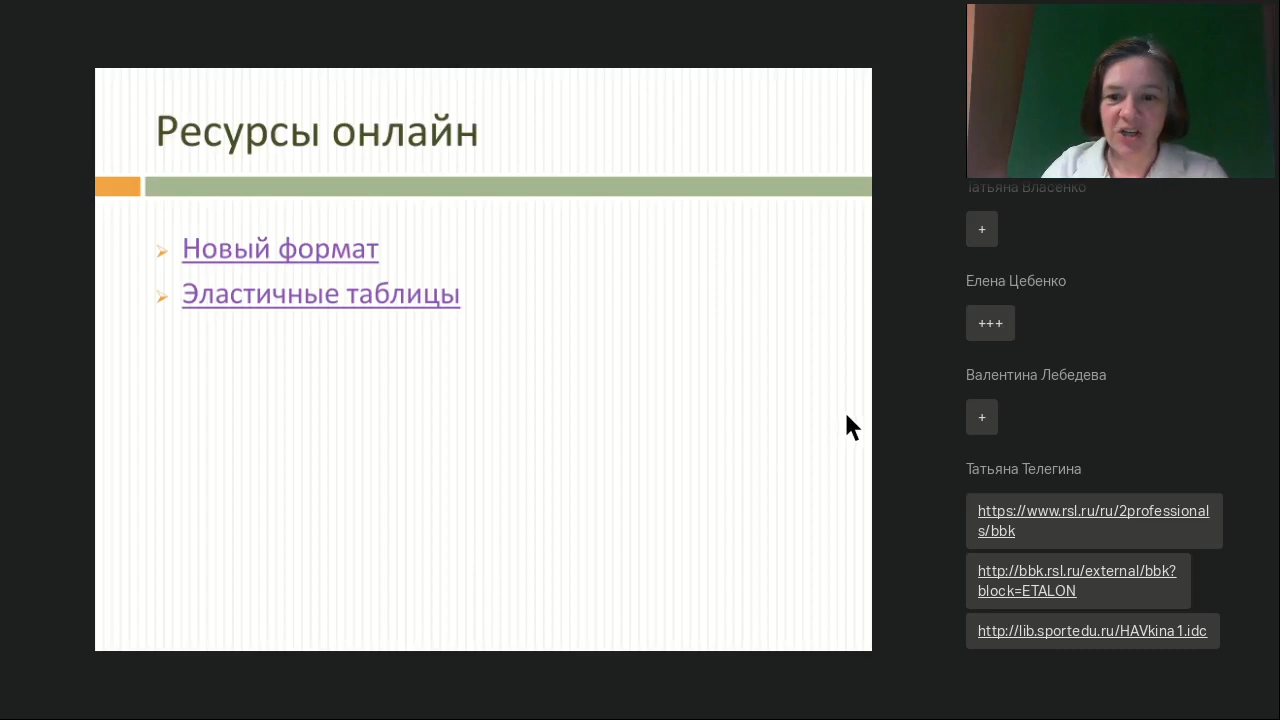 Ресурсы онлайн
Новый формат
Эластичные таблицы
Татьяна Власенко
+
Елена Цебенко
+++
Валентина Лебедева
+
Татьяна Телегина
https://www.rsl.ru/ru/2professional
s/bbk
http://bbk.rsl.ru/external/bbk?
block=ETALON
http://lib.sportedu.ru/HAVkina1.idc